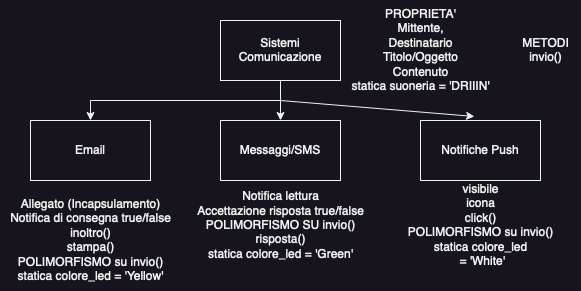 PROPRIETA'
Mittente,
Destinatario
Titolo/Oggetto
Contenuto
statica suoneria = 'DRIIIN'
METODI
invio()
Sistemi
Comunicazione
Email
Messaggi/SMS
Notifiche Push
Allegato (Incapsulamento)
Notifica di consegna true/false
inoltro()
stampa()
POLIMORFISMO su invio()
statica colore_led = 'Yellow'
Notifica lettura
Accettazione risposta true/false
POLIMORFISMO SU invio()
risposta()
statica colore_led = 'Green'
visibile
icona
click()
POLIMORFISMO su invio()
statica colore_led
= 'White'